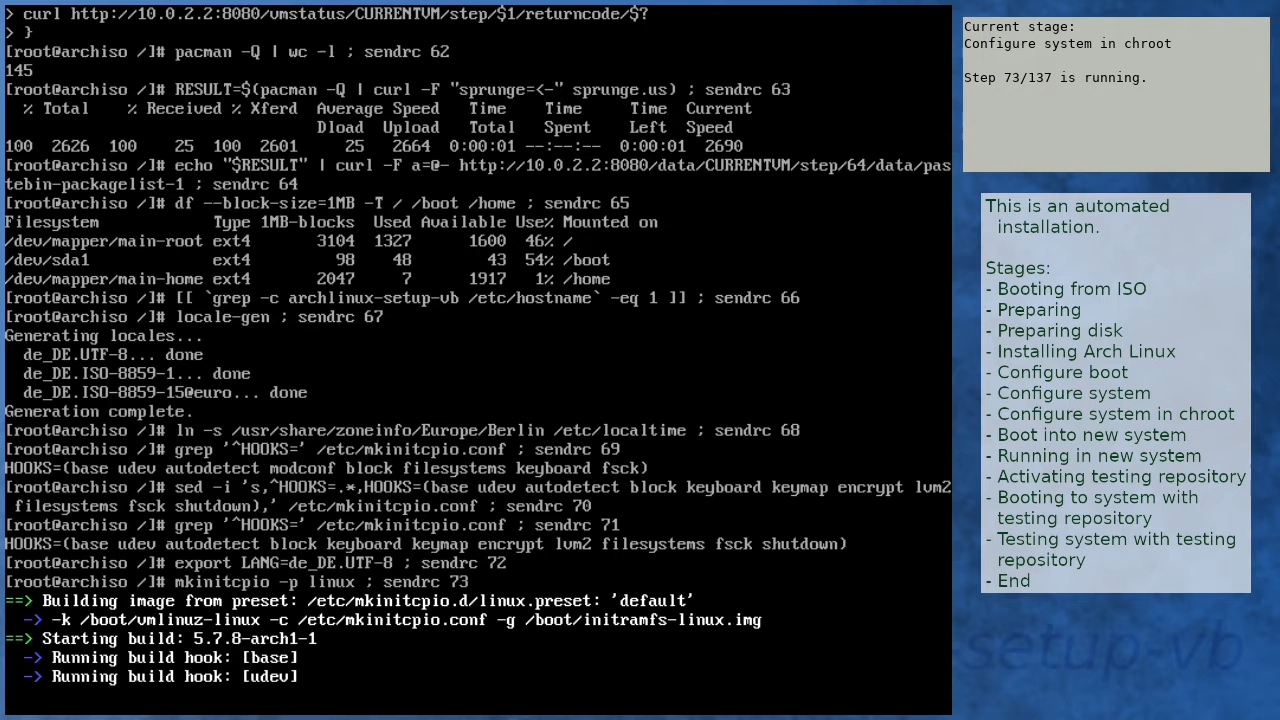 > curl http://10.0.2.2:8080/vmstatus/CURRENTVM/step/$1/returncode/$?
> }
[root@archiso /]# pacman -Q | wc -l ; sendrc 62
145
[root@archiso /]# RESULT=$(pacman -Q | curl -F "sprunge=<-" sprunge.us) ; sendrc 63
  % Total    % Received % Xferd  Average Speed   Time    Time     Time  Current
                                 Dload  Upload   Total   Spent    Left  Speed
100  2626  100    25  100  2601     25   2664  0:00:01 --:--:--  0:00:01  2690
[root@archiso /]# echo "$RESULT" | curl -F a=@- http://10.0.2.2:8080/data/CURRENTVM/step/64/data/pas
tebin-packagelist-1 ; sendrc 64
[root@archiso /]# df --block-size=1MB -T / /boot /home ; sendrc 65
Filesystem            Type 1MB-blocks  Used Available Use% Mounted on
/dev/mapper/main-root ext4       3104  1327      1600  46% /
/dev/sda1             ext4         98    48        43  54% /boot
/dev/mapper/main-home ext4       2047     7      1917   1% /home
[root@archiso /]# [[ `grep -c archlinux-setup-vb /etc/hostname` -eq 1 ]] ; sendrc 66
[root@archiso /]# locale-gen ; sendrc 67
Generating locales...
  de_DE.UTF-8... done
  de_DE.ISO-8859-1... done
  de_DE.ISO-8859-15@euro... done
Generation complete.
[root@archiso /]# ln -s /usr/share/zoneinfo/Europe/Berlin /etc/localtime ; sendrc 68
[root@archiso /]# grep '^HOOKS=' /etc/mkinitcpio.conf ; sendrc 69
HOOKS=(base udev autodetect modconf block filesystems keyboard fsck)
[root@archiso /]# sed -i 's,^HOOKS=.*,HOOKS=(base udev autodetect block keyboard keymap encrypt lvm2
 filesystems fsck shutdown),' /etc/mkinitcpio.conf ; sendrc 70
[root@archiso /]# grep '^HOOKS=' /etc/mkinitcpio.conf ; sendrc 71
HOOKS=(base udev autodetect block keyboard keymap encrypt lvm2 filesystems fsck shutdown)
[root@archiso /]# export LANG=de_DE.UTF-8 ; sendrc 72
[root@archiso /]# mkinitcpio -p linux ; sendrc 73
==> Building image from preset: /etc/mkinitcpio.d/linux.preset: 'default'
  -> -k /boot/vmlinuz-linux -c /etc/mkinitcpio.conf -g /boot/initramfs-linux.img
==> Starting build: 5.7.8-arch1-1
  -> Running build hook: [base]
  -> Running build hook: [udev]
Current stage:
Configure system in chroot
Step 73/137 is running.
This is an automated
installation.
Stages:
- Booting from ISO
- Preparing
- Preparing disk
- Installing Arch Linux
- Configure boot
- Configure system
- Configure system in chroot
- Boot into new system
- Running in new system
- Activating testing repository
- Booting to system with
testing repository
- Testing system with testing
repository
- End
setup-vb